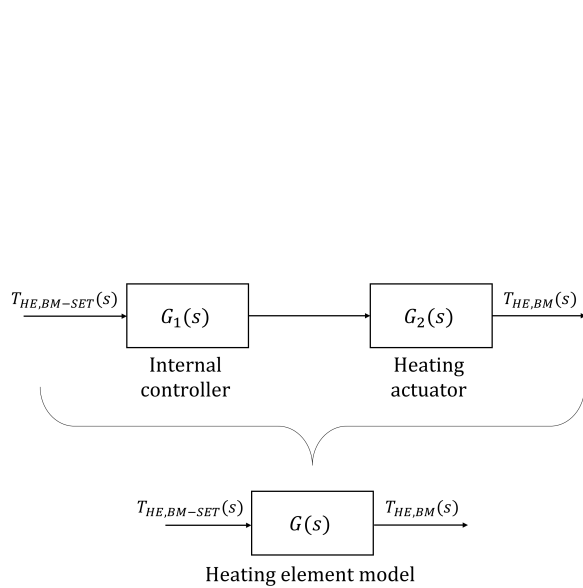 T_{HE,BM−SET}(s)
G_1(s)
G_2(s)
T_{HE,BM}(s)
Internal
controller
Heating
actuator
T_{HE,BM−SET}(s)
G(s)
T_{HE,BM}(s)
Heating element model